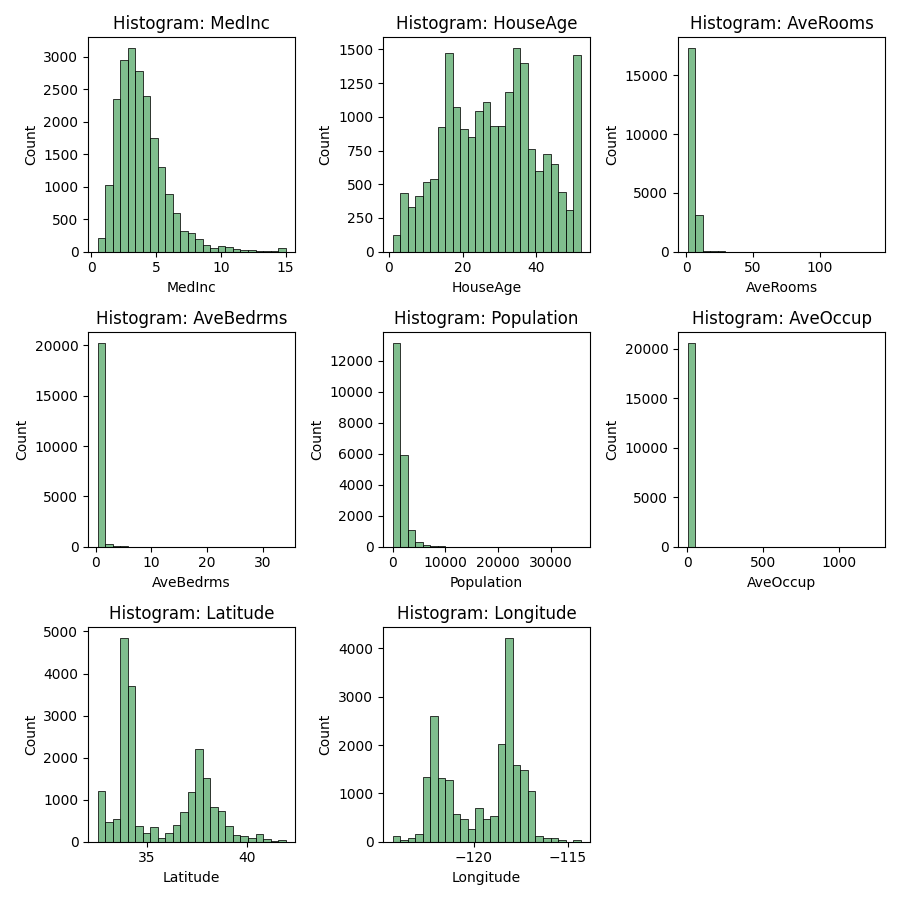 Histogram: MedInc
3000
2500
2000
1500
1000
500
0
Count
0 5 10 15
MedInc
Histogram: HouseAge
1500
1250
1000
750
500
250
0
Count
0 20 40
HouseAge
Histogram: AveRooms
15000
10000
5000
0
Count
0 50 100
AveRooms
Histogram: AveBedrms
20000
15000
10000
5000
0
Count
0 10 20 30
AveBedrms
Histogram: Population
12000
10000
8000
6000
4000
2000
0
Count
0 10000 20000 30000
Population
Histogram: AveOccup
20000
15000
10000
5000
0
Count
0 500 1000
AveOccup
Histogram: Latitude
5000
4000
3000
2000
1000
0
Count
35 40
Latitude
Histogram: Longitude
4000
3000
2000
1000
0
Count
−120 −115
Longitude